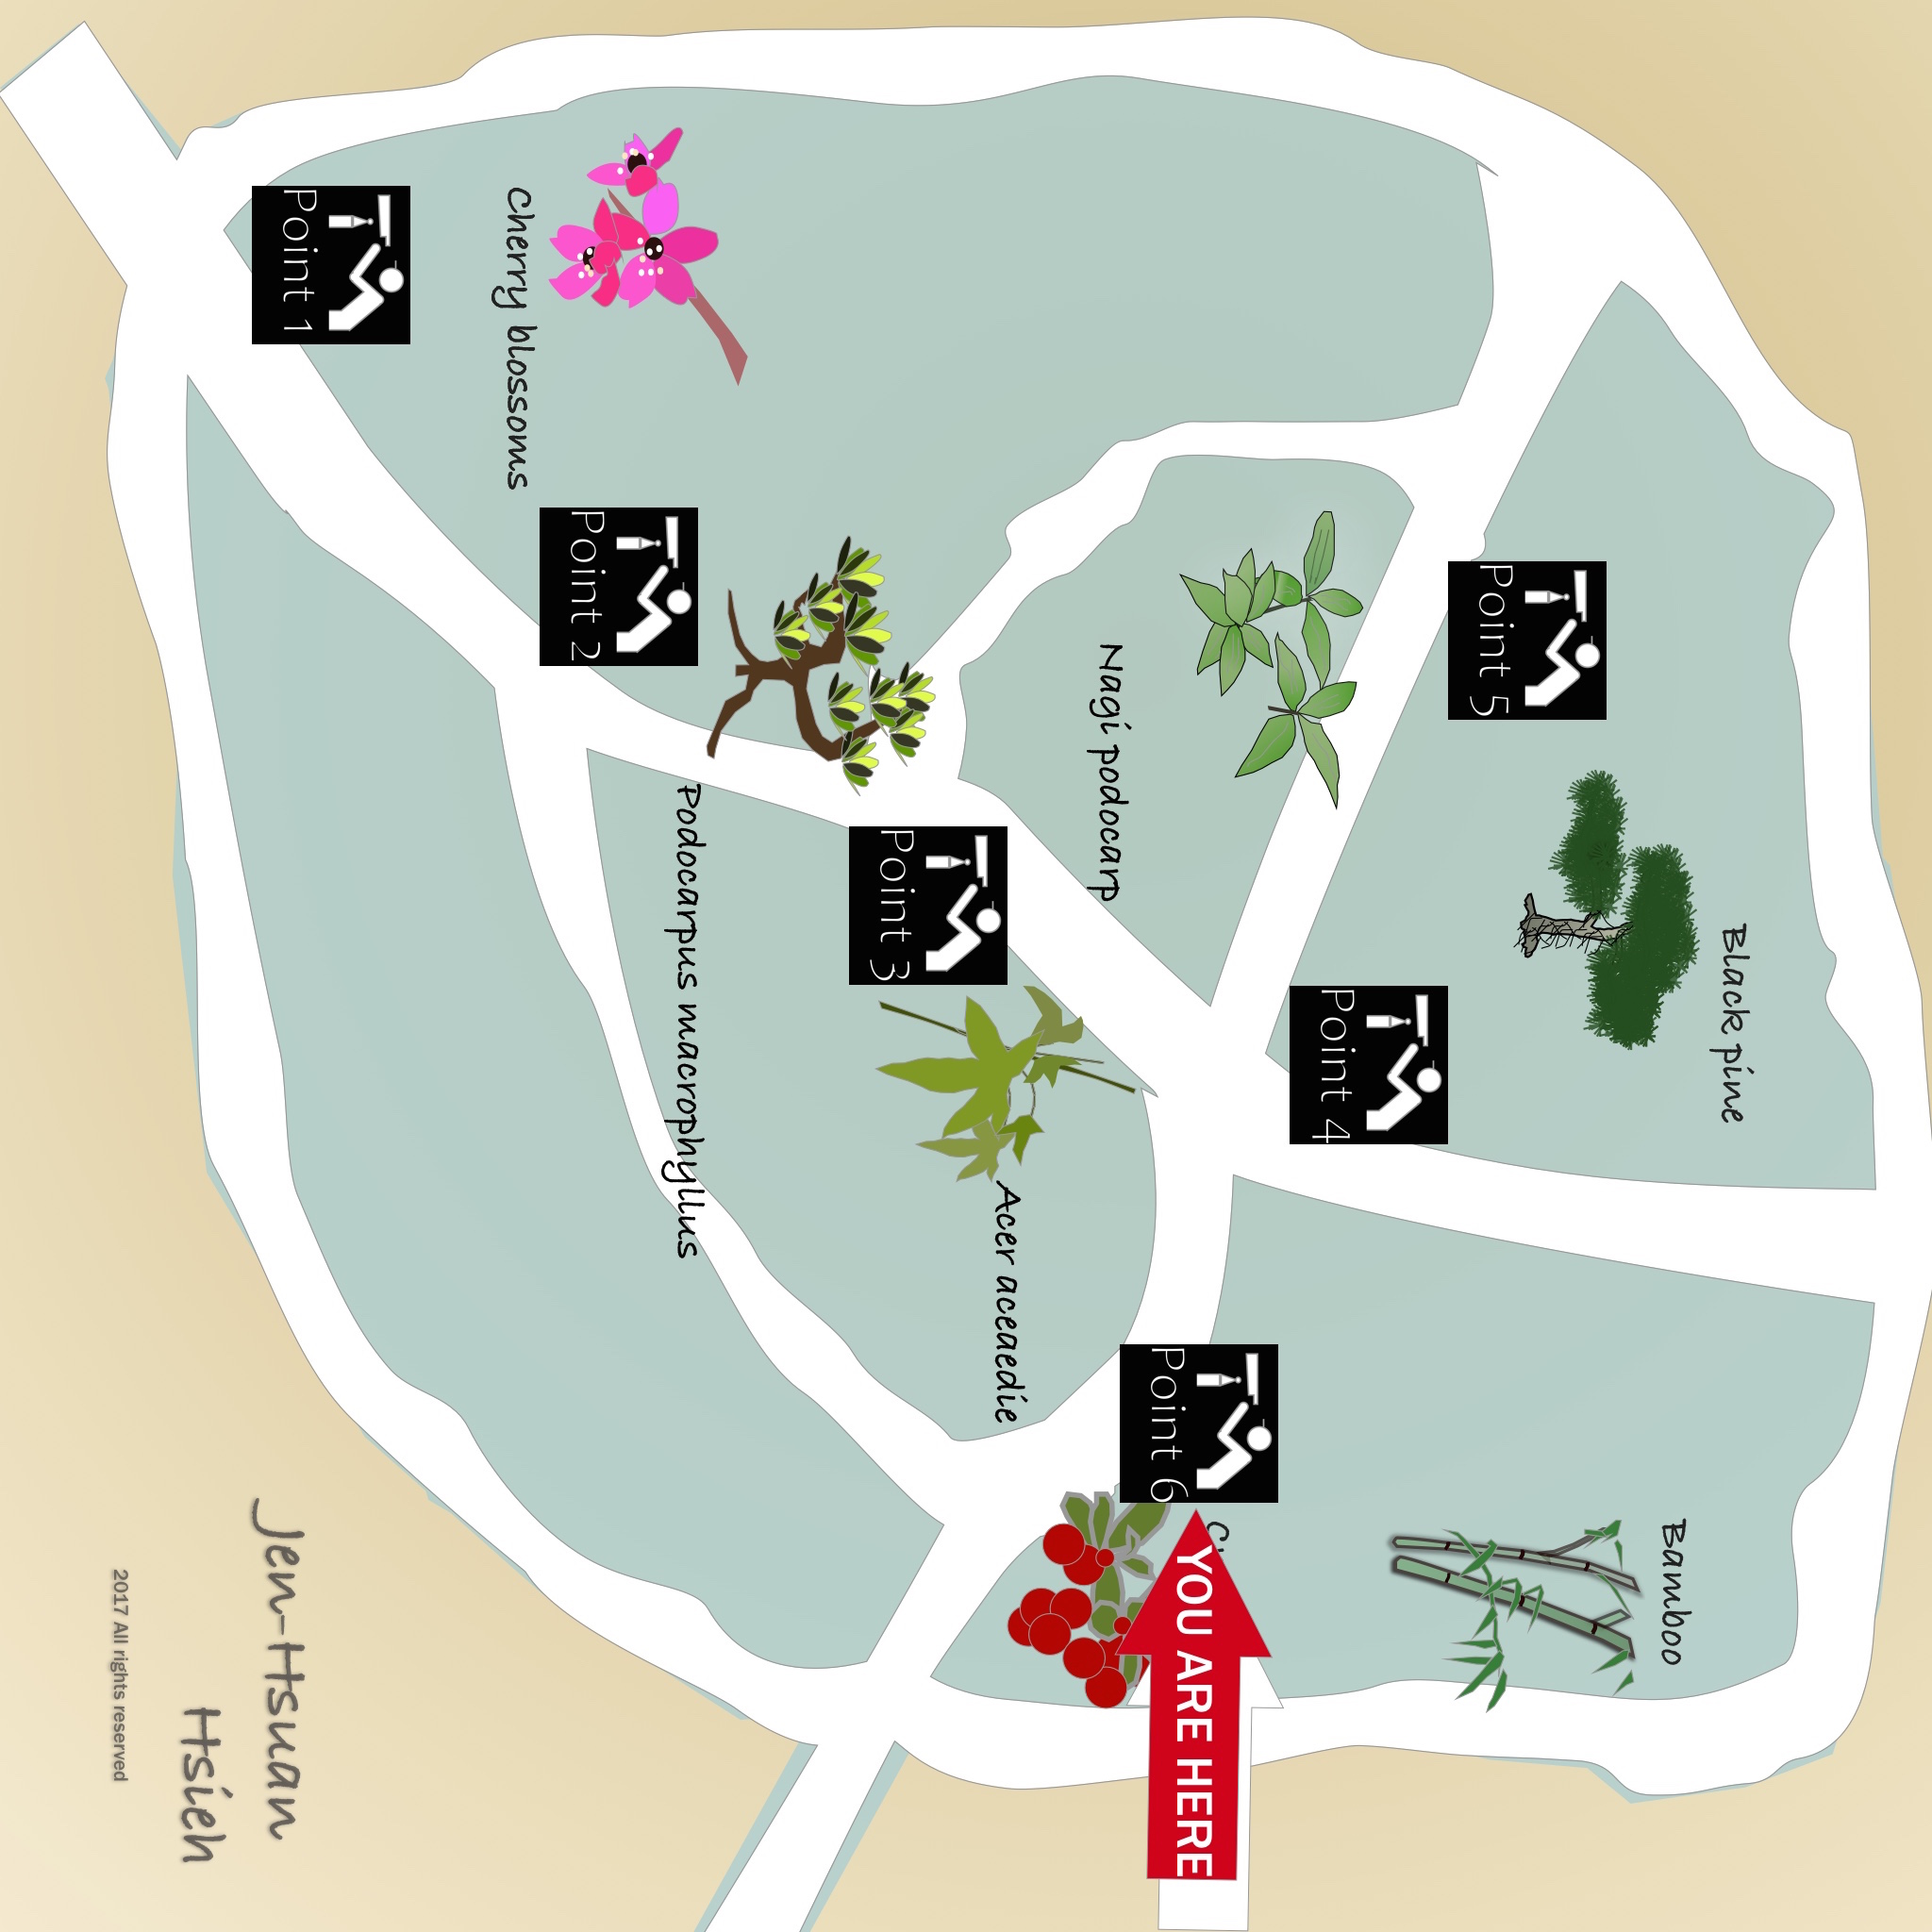 Black pine
Bamboo
Point 5
Point 4
YOU ARE HERE
Point 6
Nagi podocarp
Acer aceaedie
Point 3
Podocarpus macrophyllus
Point 2
Cherry blossoms
Point 1
Jen-Hsuan
Hsieh
2017 All rights reserved